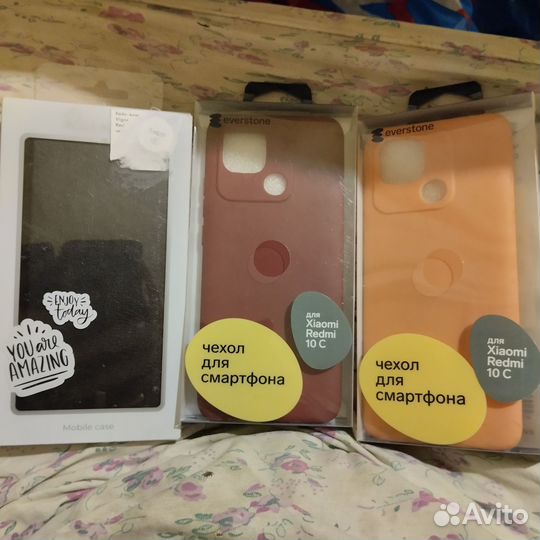 ENJOY
today
YOU are
AMAZING
Mobile case
everstone
для
Xiaomi
Redmi
10 C
чехол
для
смартфона
everstone
для
Xiaomi
Redmi
10 C
чехол
для
смартфона
Avito